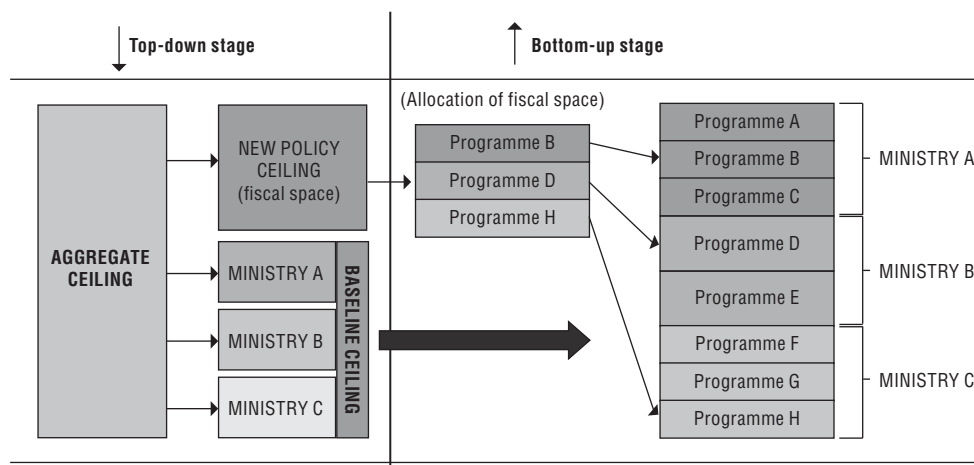 Top-down stage
Bottom-up stage
(Allocation of fiscal space)
AGGREGATE
CEILING
NEW POLICY
CEILING
(fiscal space)
MINISTRY A
MINISTRY B
MINISTRY C
BASELINE CEILING
Programme B
Programme D
Programme H
Programme A
Programme B
Programme C
Programme D
Programme E
Programme F
Programme G
Programme H
MINISTRY A
MINISTRY B
MINISTRY C